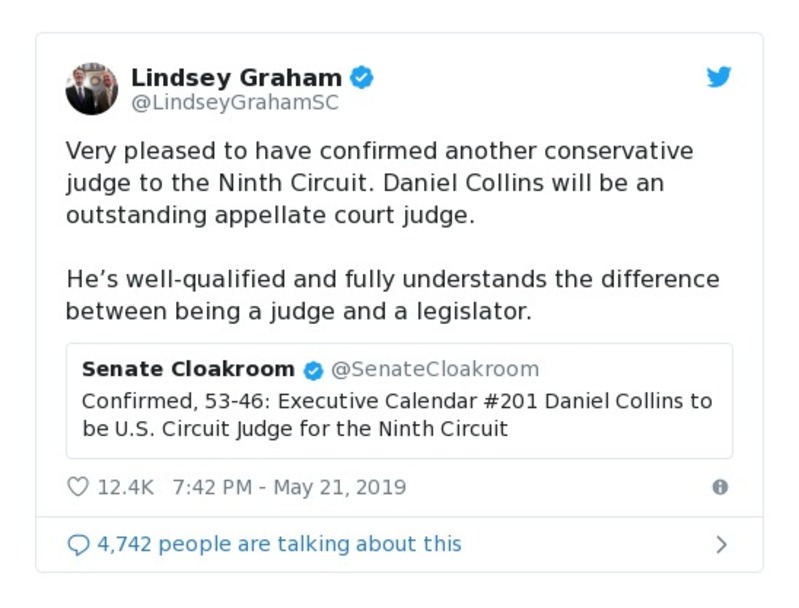 Lindsey Graham
@LindseyGrahamSC
Very pleased to have confirmed another conservative
judge to the Ninth Circuit. Daniel Collins will be an
outstanding appellate court judge.
He’s well-qualified and fully understands the difference
between being a judge and a legislator.
Senate Cloakroom @SenateCloakroom
Confirmed, 53-46: Executive Calendar #201 Daniel Collins to
be U.S. Circuit Judge for the Ninth Circuit
12.4K 7:42 PM - May 21, 2019
4,742 people are talking about this